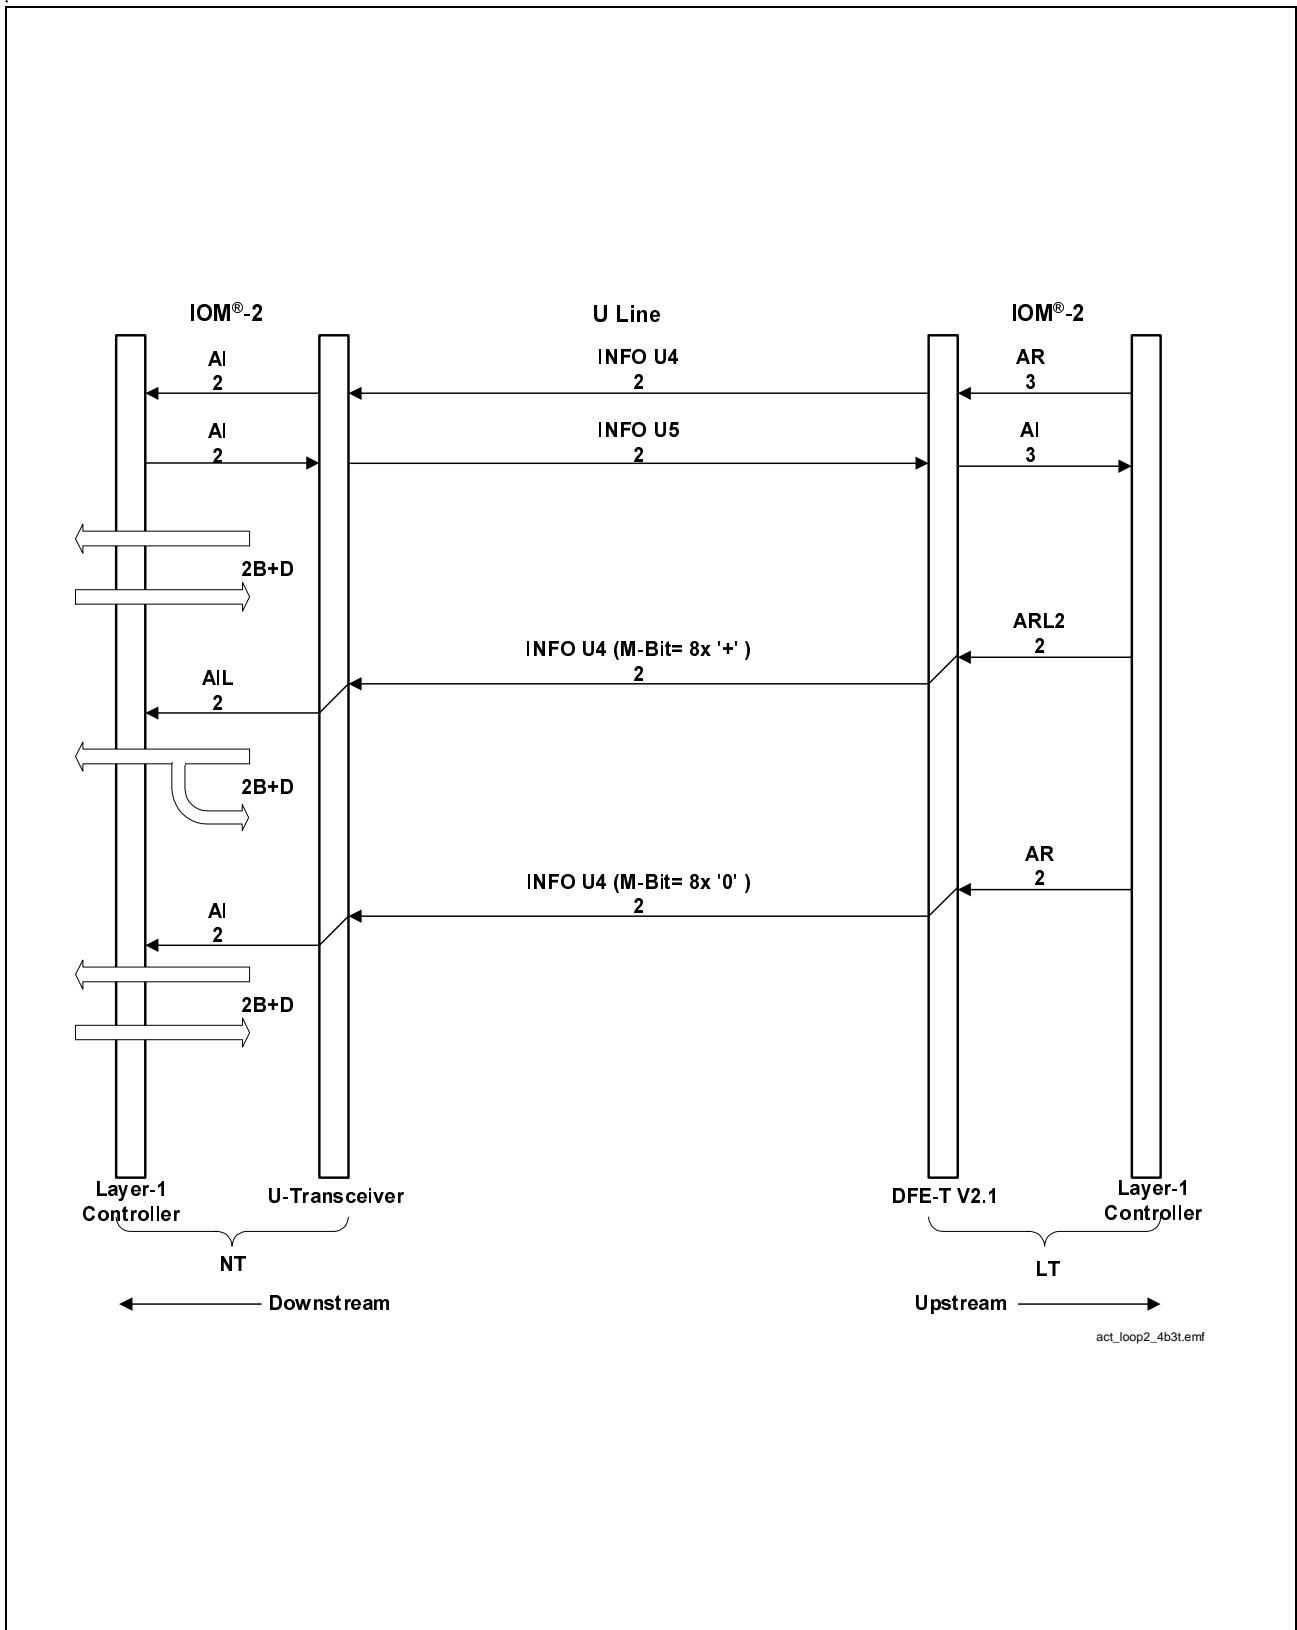 IOM®-2
U Line
IOM®-2
AI
2
INFO U4
2
AR
3
AI
2
INFO U5
2
AI
3
2B+D
ARL2
2
INFO U4 (M-Bit= 8x '+' )
2
AIL
2
2B+D
AR
2
INFO U4 (M-Bit= 8x '0' )
2
AI
2
2B+D
Layer-1
Controller
U-Transceiver
DFE-T V2.1
Layer-1
Controller
NT
LT
Downstream
Upstream
act_loop2_4b3t.emf